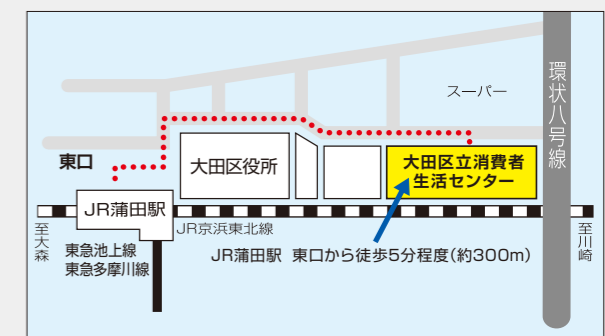 環状八号線
スーパー
東口
大田区役所
大田区立消費者
生活センター
JR蒲田駅
至大森
東急池上線
東急多摩川線
JR京浜東北線
JR蒲田駅 東口から徒歩5分程度(約300m)
至川崎